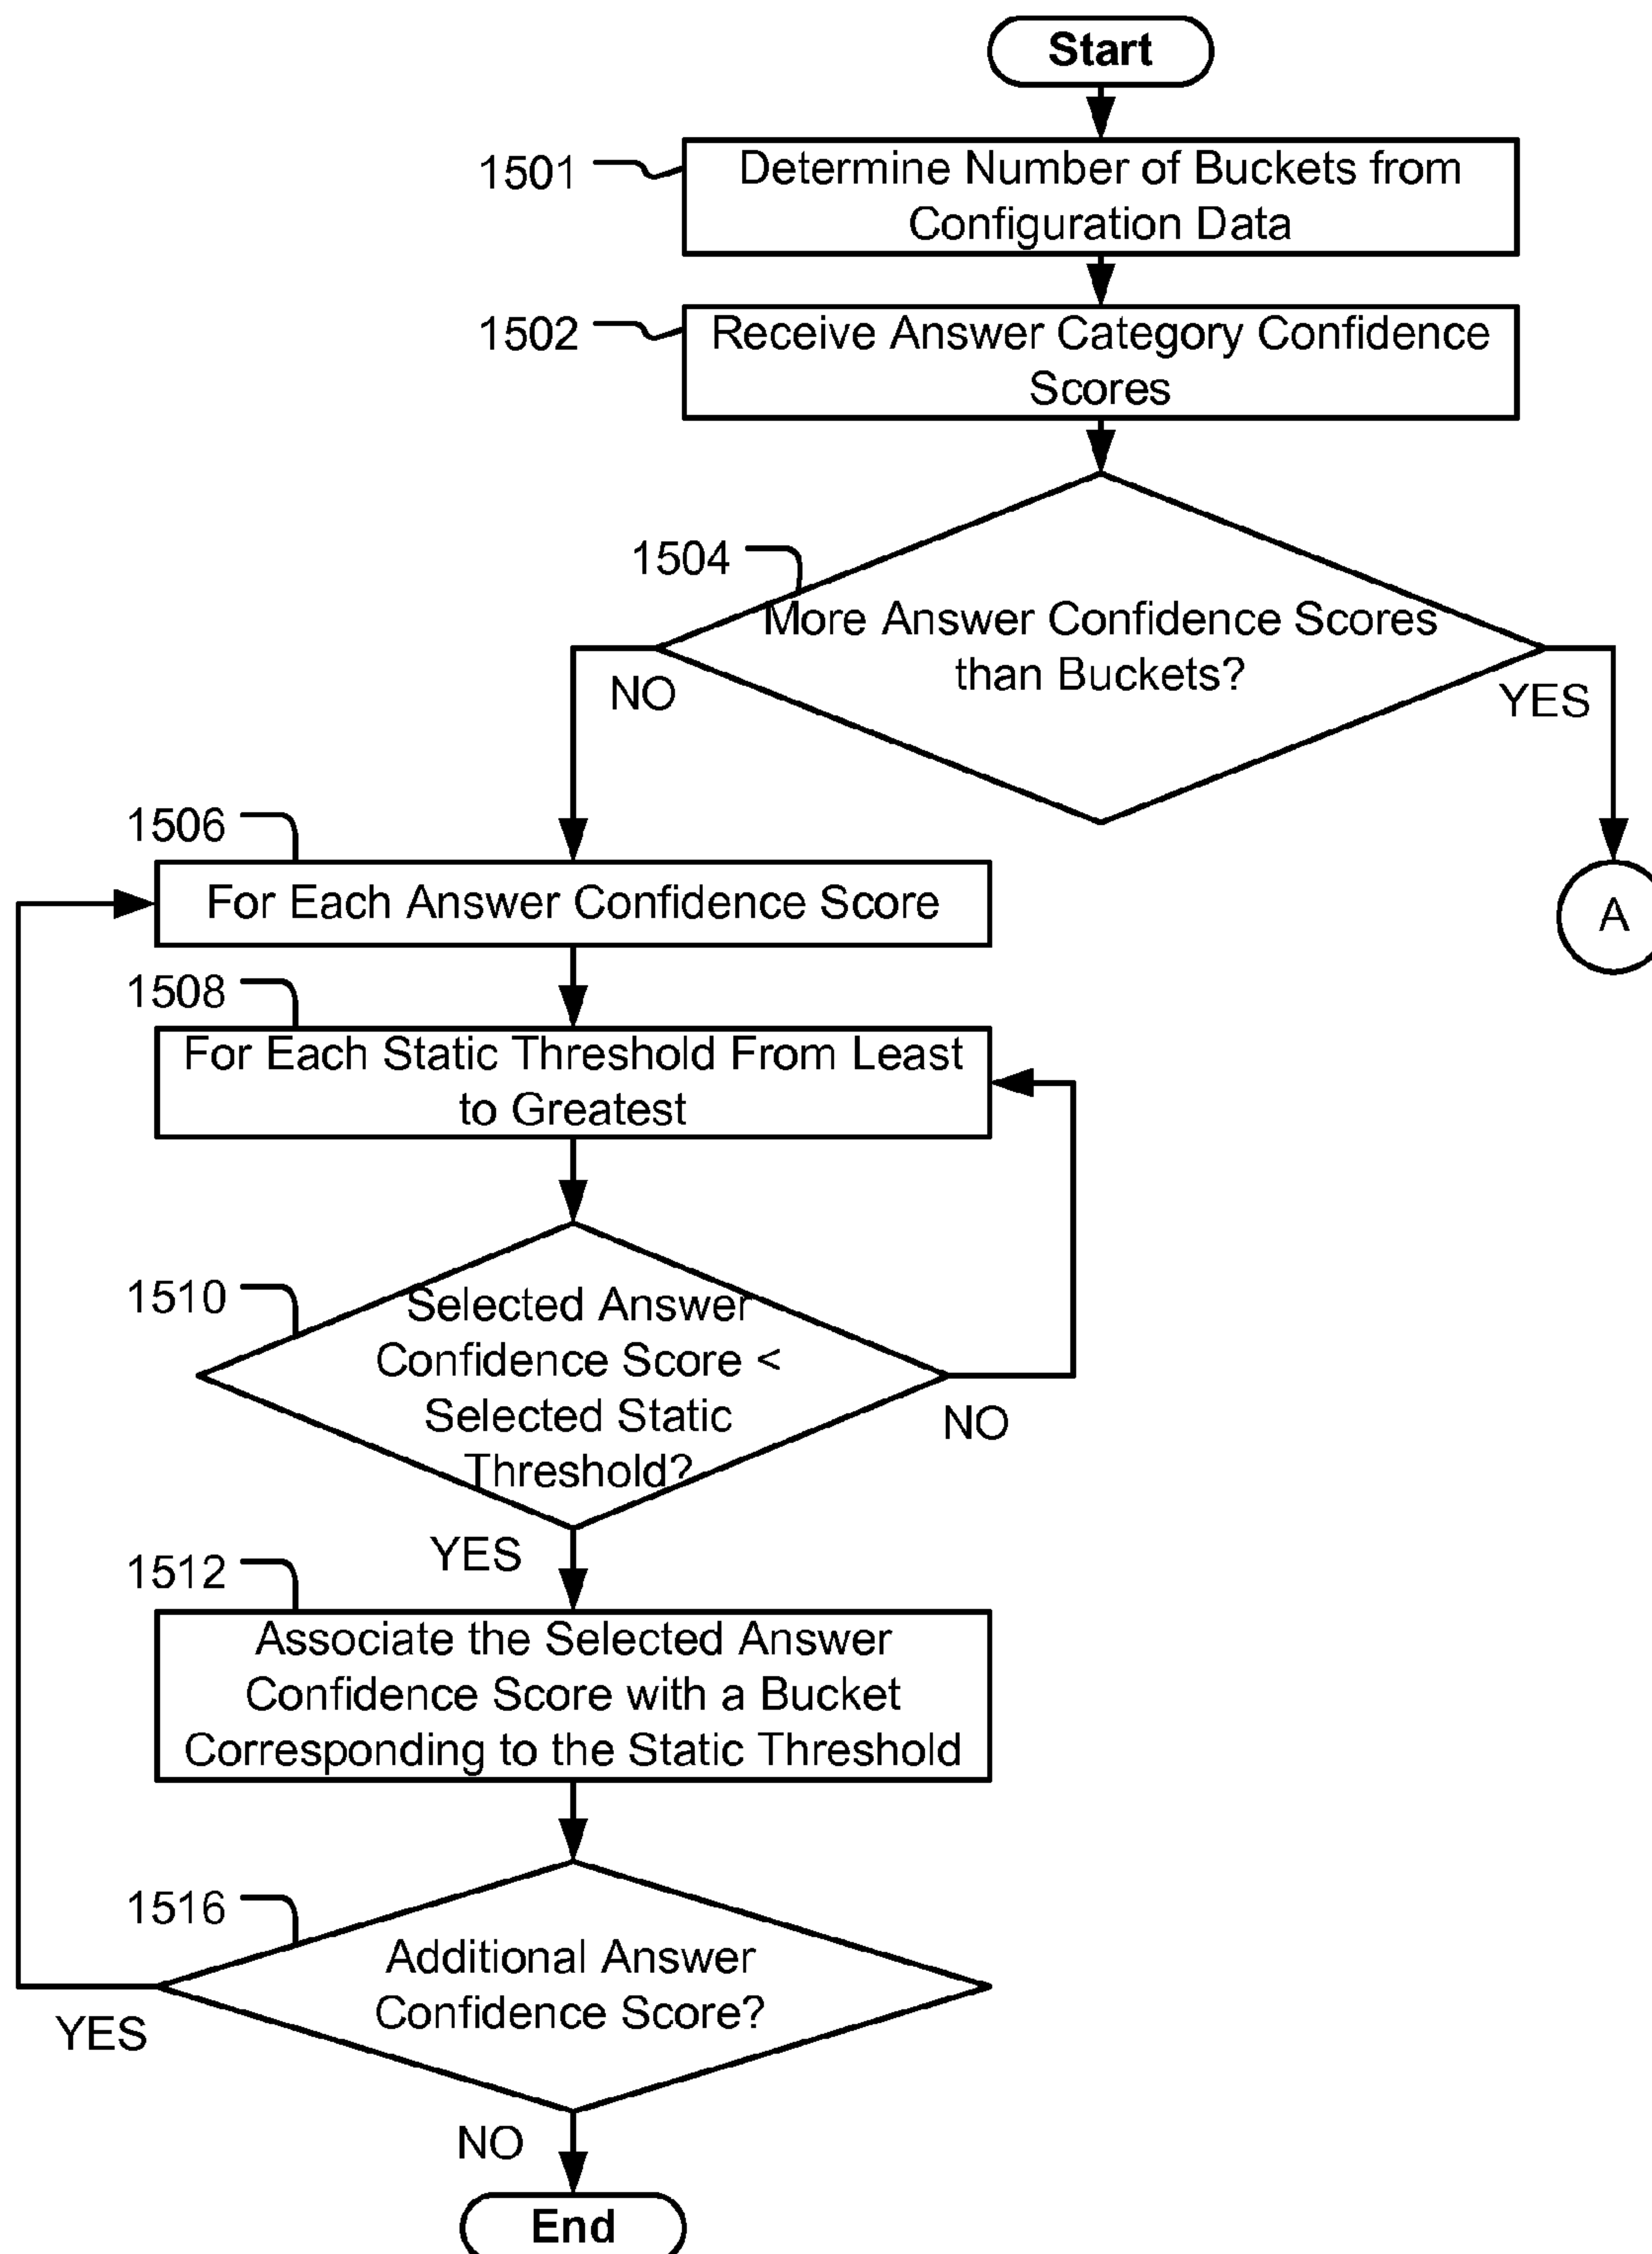 Start
1501
Determine Number of Buckets from
Configuration Data
1502
Receive Answer Category Confidence
Scores
1504
More Answer Confidence Scores
than Buckets?
NO
YES
1506
For Each Answer Confidence Score
A
1508
For Each Static Threshold From Least
to Greatest
1510
Selected Answer
Confidence Score <
Selected Static
Threshold?
NO
YES
1512
Associate the Selected Answer
Confidence Score with a Bucket
Corresponding to the Static Threshold
1516
Additional Answer
Confidence Score?
YES
NO
End